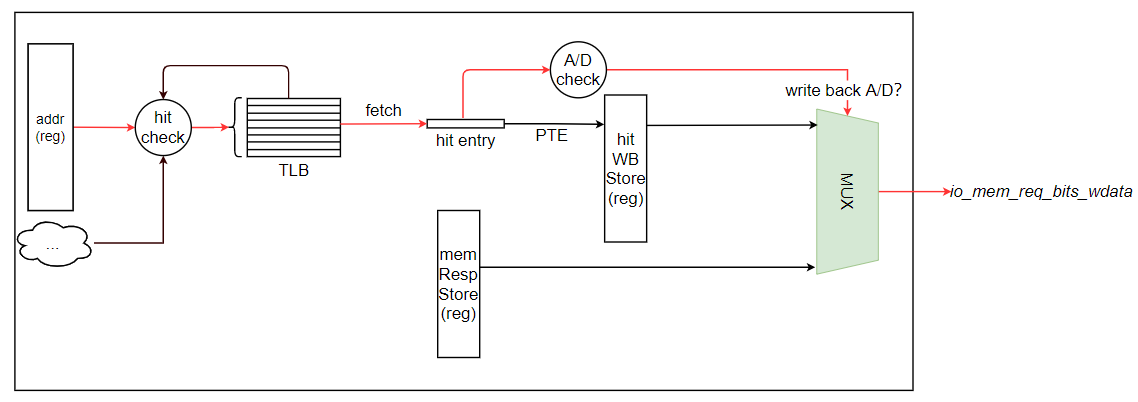 addr
(reg)
...
hit
check
TLB
fetch
hit entry
PTE
A/D
check
hit
WB
Store
(reg)
mem
Resp
Store
(reg)
write back A/D?
MUX
io_mem_req_bits_wdata